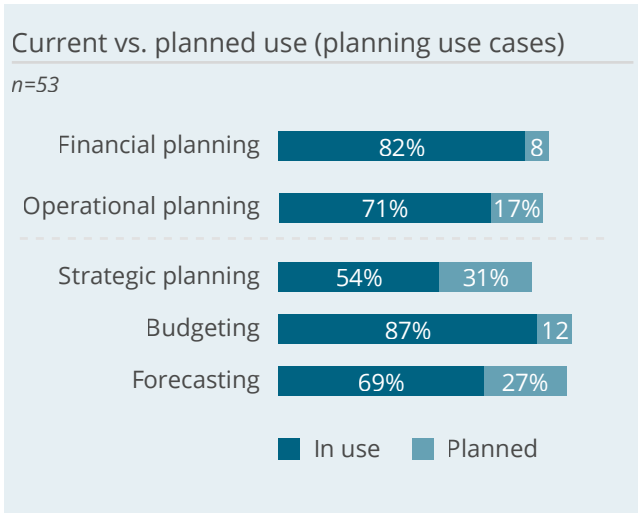 Current vs. planned use (planning use cases)
n=53
Financial planning 82% 8
Operational planning 71% 17%
Strategic planning 54% 31%
Budgeting 87% 12
Forecasting 69% 27%
In use Planned